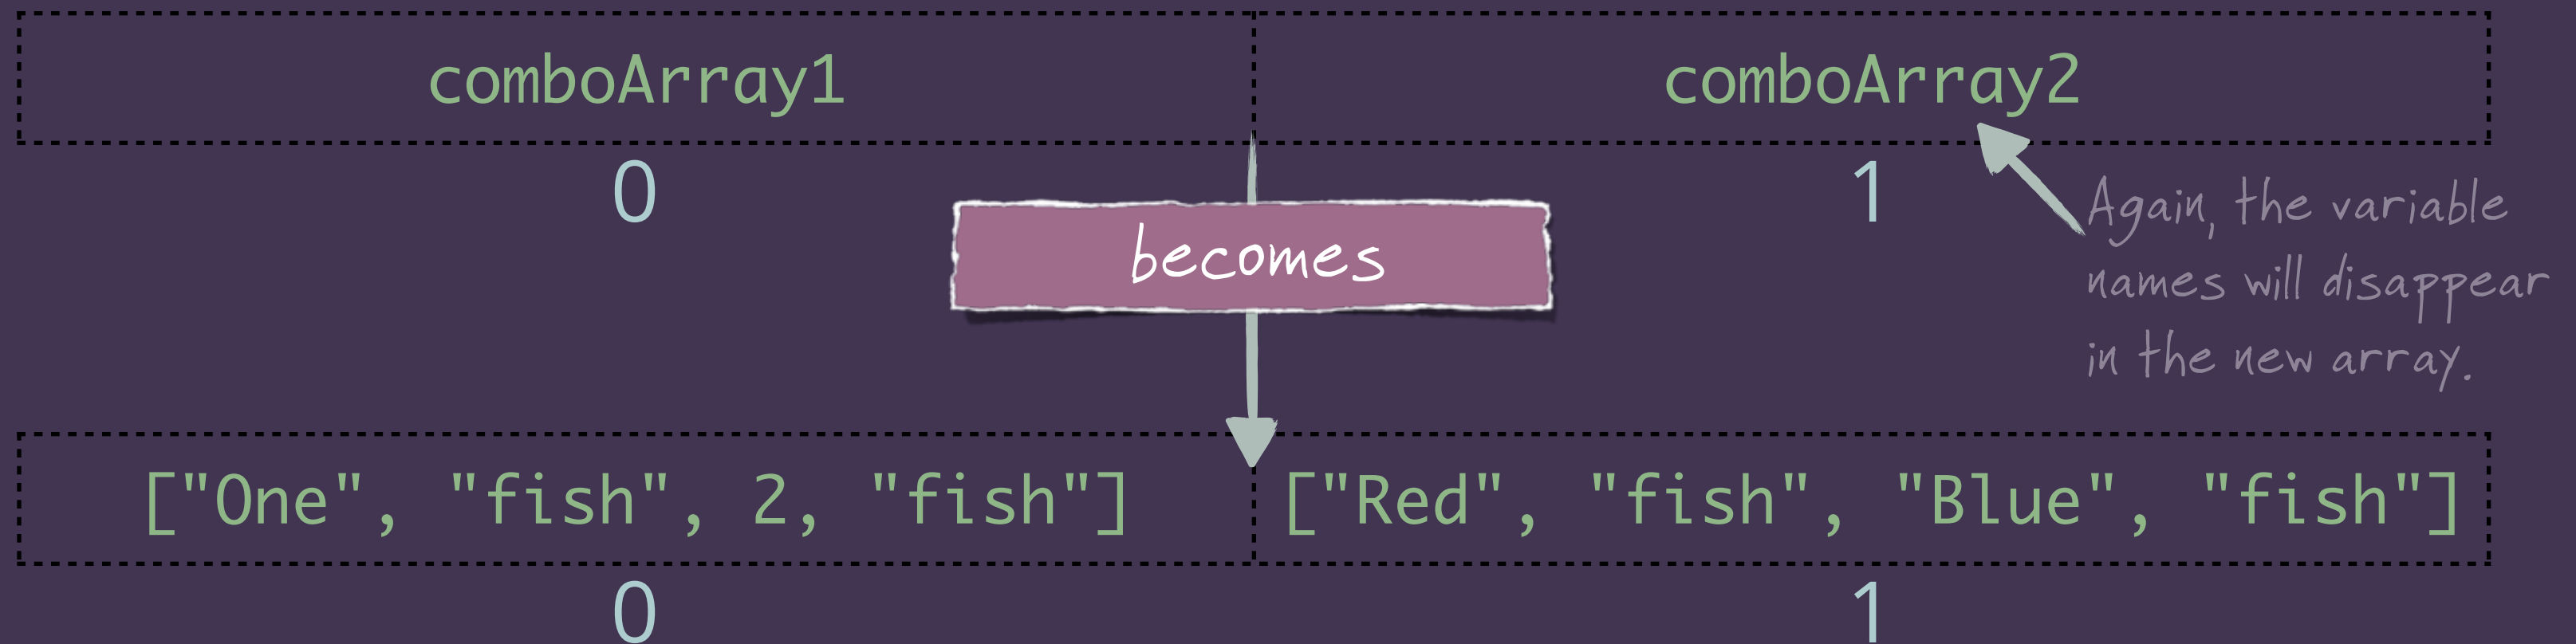 comboArray1 comboArray2
0 1
Again, the variable
names will disappear
in the new array.
becomes
["One", "fish", 2, "fish"] ["Red", "fish", "Blue", "fish"]
0 1